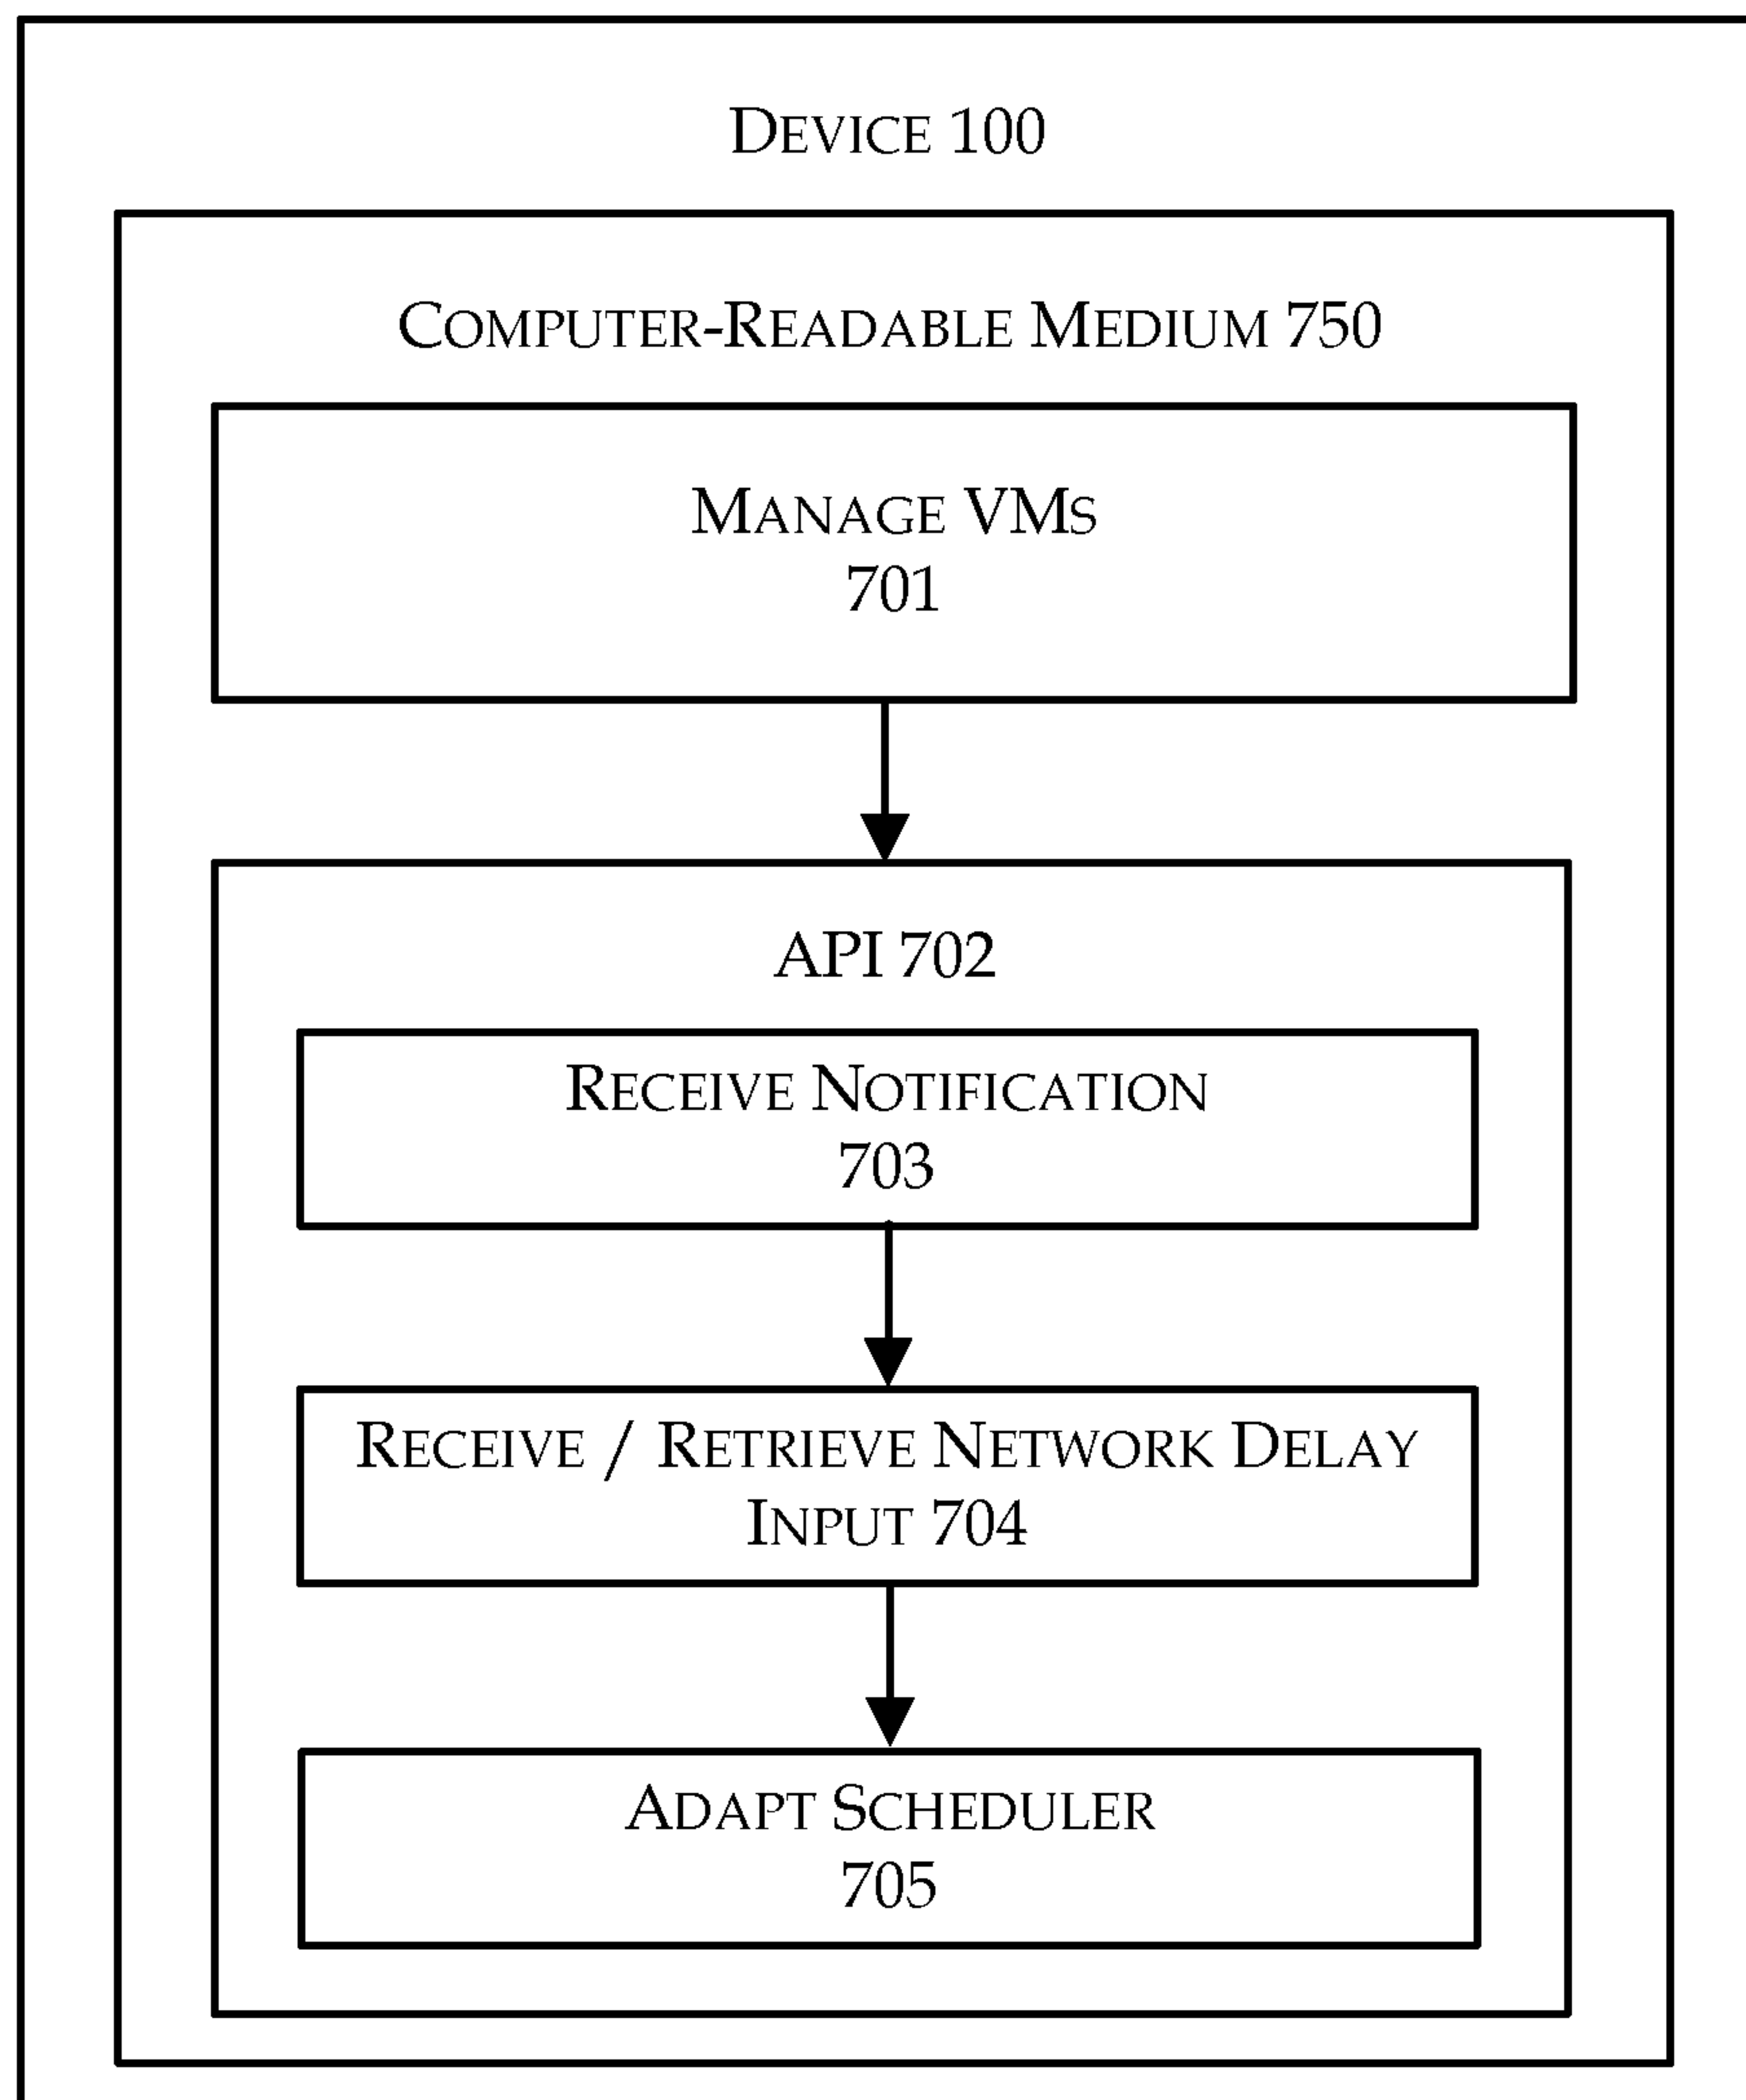 DEVICE 100
COMPUTER-READABLE MEDIUM 750
MANAGE VMS
701
API 702
RECEIVE NOTIFICATION
703
RECEIVE / RETRIEVE NETWORK DELAY
INPUT 704
ADAPT SCHEDULER
705